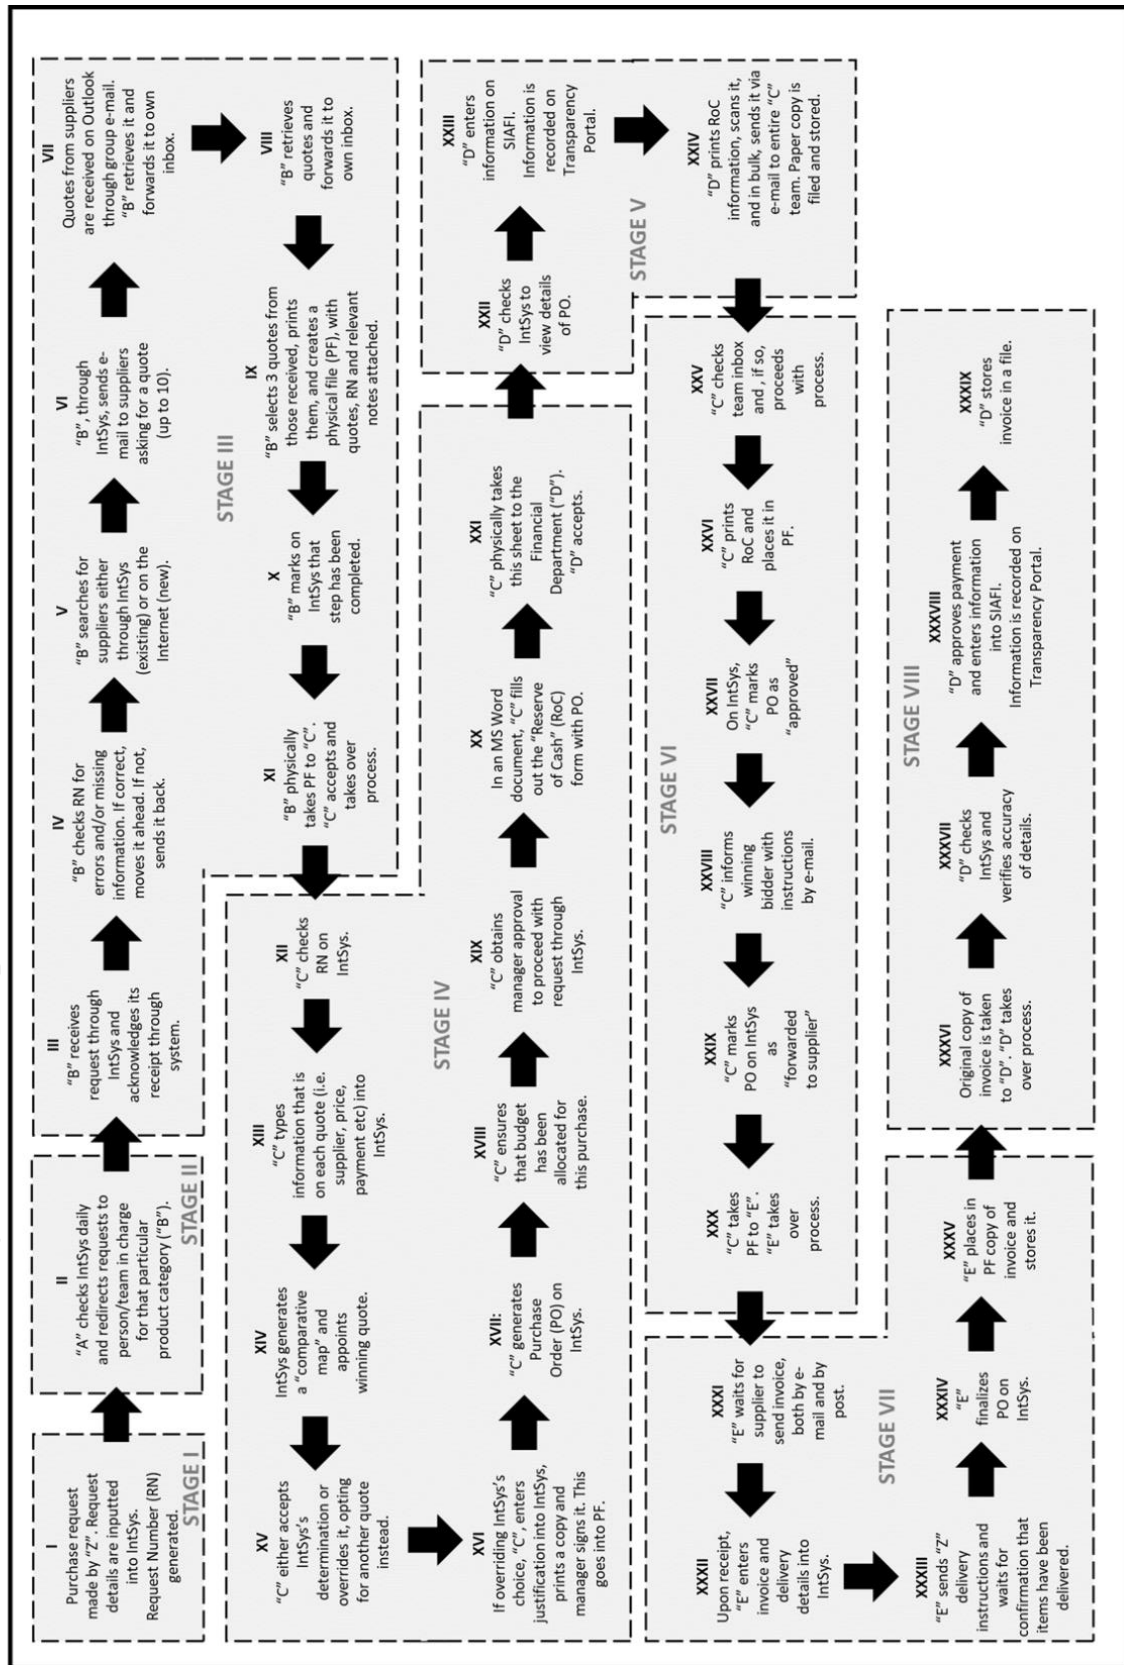 I
Purchase request
made by "Z". Request
details are inputted
into IntSys.
Request Number (RN)
generated.
STAGE I
II
"A" checks IntSys daily
and redirects requests to
person/team in charge
for that particular
product category ("B").
STAGE II
III
"B" receives
request through
IntSys and
acknowledges its
receipt through
system.
IV
"B" checks RN for
errors and/or missing
information. If correct,
moves it ahead. If not,
sends it back.
V
"B" searches for
suppliers either
through IntSys
(existing) or on the
Internet (new).
VI
"B", through
IntSys, sends e-
mail to suppliers
asking for a quote
(up to 10).
VII
Quotes from suppliers
are received on Outlook
through group e-mail.
"B" retrieves it and
forwards it to own
inbox.
STAGE III
VIII
"B" retrieves
quotes and
forwards it to
own inbox.
IX
"B" selects 3 quotes from
those received, prints
them, and creates a
physical file (PF), with
quotes, RN and relevant
notes attached.
X
"B" marks on
IntSys that
step has been
completed.
XI
"B" physically
takes PF to "C".
"C" accepts and
takes over
process.
XII
"C" checks
RN on
IntSys.
XIII
"C" types
information that is
on each quote (i.e.
supplier, price,
payment etc) into
IntSys.
XIV
IntSys generates
a "comparative
map" and
appoints
winning quote.
XV
"C" either accepts
IntSys's
determination or
overrides it, opting
for another quote
instead.
STAGE IV
XVI
If overriding IntSys's
choice, "C", enters
justification into IntSys,
prints a copy and
manager signs it. This
goes into PF.
XVII:
"C" generates
Purchase
Order (PO) on
IntSys.
XVIII
"C" ensures
that budget
has been
allocated for
this purchase.
XIX
"C" obtains
manager approval
to proceed with
request through
IntSys.
XX
In an MS Word
document, "C" fills
out the "Reserve
of Cash" (RoC)
form with PO.
XXI
"C" physically takes
this sheet to the
Financial
Department ("D").
"D" accepts.
XXII
"D" checks
IntSys to
view details
of PO.
XXIII
"D" enters
information on
SIAFI.
Information is
recorded on
Transparency
Portal.
STAGE V
XXIV
"D" prints RoC
information, scans it,
and in bulk, sends it via
e-mail to entire "C"
team. Paper copy is
filed and stored.
XXV
"C" checks
team inbox
and , if so,
proceeds
with
process.
XXVI
"C" prints
RoC and
places it in
PF.
XXVII
On IntSys,
"C" marks
PO as
"approved"
XXVIII
"C" informs
winning
bidder with
instructions
by e-mail.
XXIX
"C" marks
PO on IntSys
as
"forwarded
to supplier"
XXX
"C" takes
PF to "E".
"E" takes
over
process.
STAGE VI
XXXI
"E" waits for
supplier to
send invoice,
both by e-
mail and by
post.
XXXII
Upon receipt,
"E" enters
invoice and
delivery
details into
IntSys.
STAGE VII
XXXIII
"E" sends "Z"
delivery
instructions and
waits for
confirmation that
items have been
delivered.
XXXIV
"E"
finalizes
PO on
IntSys.
XXXV
"E" places in
PF copy of
invoice and
stores it.
XXXVI
Original copy of
invoice is taken
to "D". "D" takes
over process.
XXXVII
"D" checks
IntSys and
verifies accuracy
of details.
XXXVIII
"D" approves payment
and enters information
into SIAFI.
Information is recorded on
Transparency Portal.
XXXIX
"D" stores
invoice in a file.
STAGE VIII